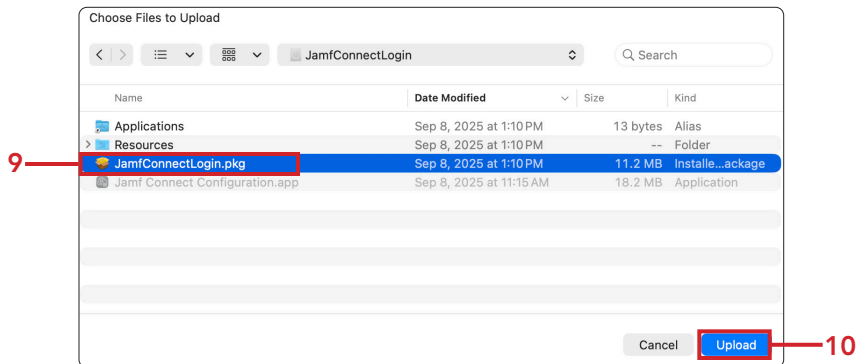 Choose Files to Upload
JamfConnectLogin
Search
Name Date Modified Size Kind
Applications Sep 8, 2025 at 1:10 PM 13 bytes Alias
Resources Sep 8, 2025 at 1:10 PM -- Folder
9 JamfConnectLogin.pkg Sep 8, 2025 at 1:10 PM 11.2 MB Installe...ackage
Jamf Connect Configuration.app Sep 8, 2025 at 11:15 AM 18.2 MB Application
Cancel Upload 10